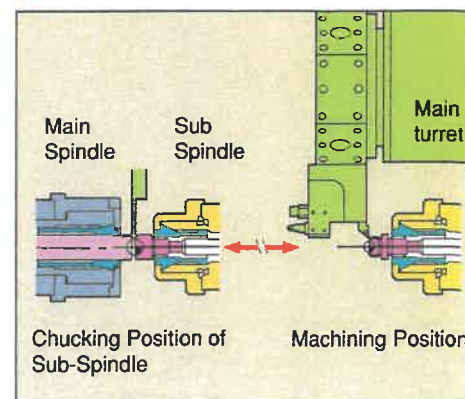 Main
Spindle
Sub
Spindle
Main
turret
Chucking Position of
Sub-Spindle
Machining Position